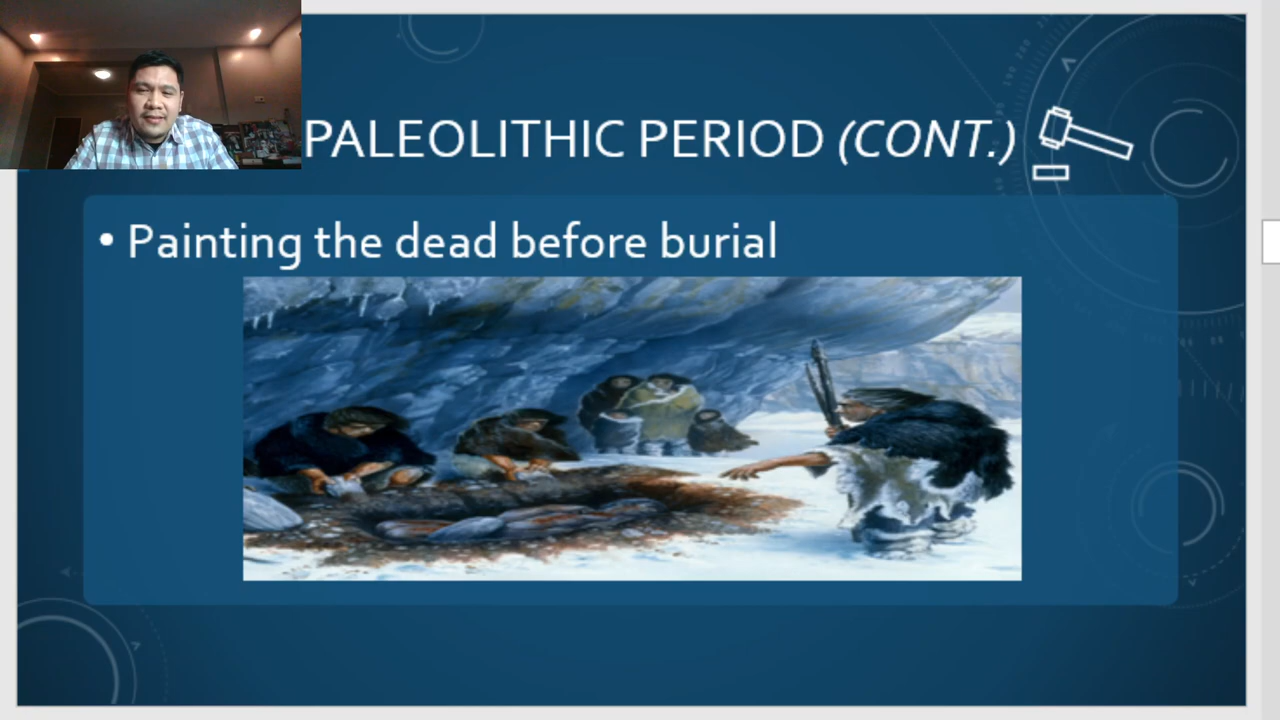 PALEOLITHIC PERIOD (CONT.)
• Painting the dead before burial